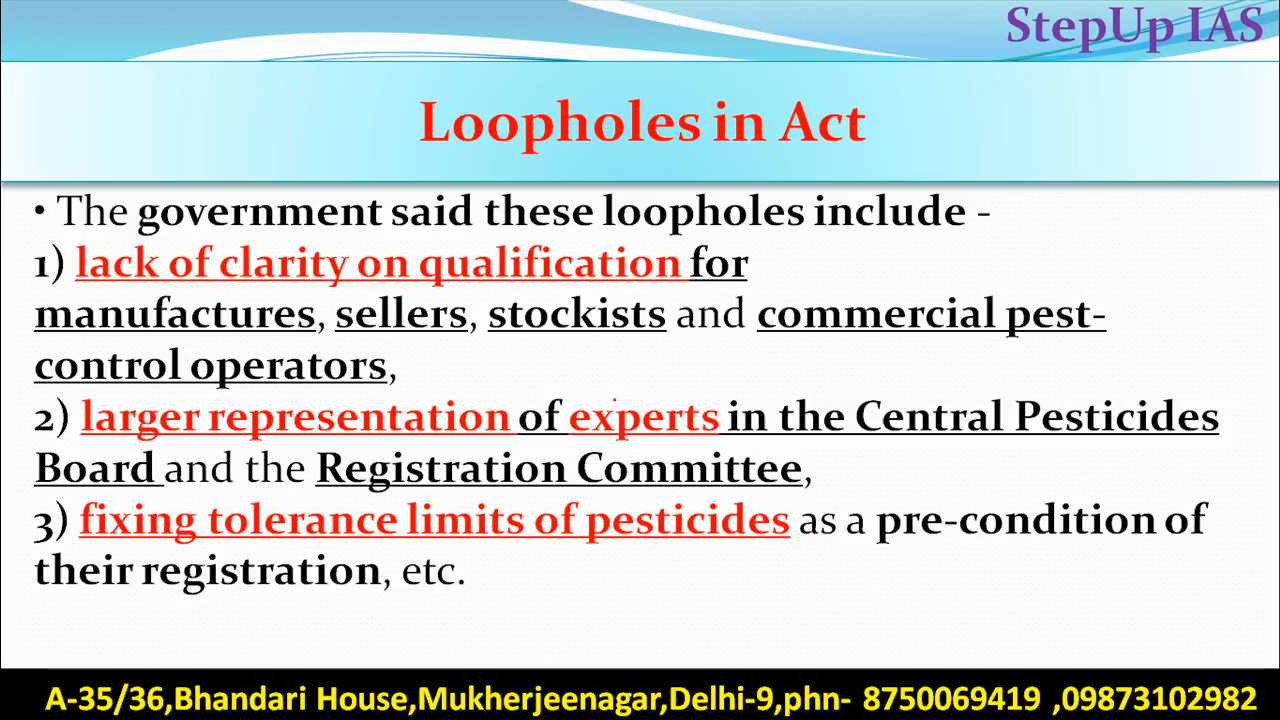 StepUp IAS
Loopholes in Act
• The government said these loopholes include -
1) lack of clarity on qualification for
manufactures, sellers, stockists and commercial pest-
control operators,
2) larger representation of experts in the Central Pesticides
Board and the Registration Committee,
3) fixing tolerance limits of pesticides as a pre-condition of
their registration, etc.
A-35/36,Bhandari House,Mukherjeenagar,Delhi-9,phn- 8750069419 ,09873102982